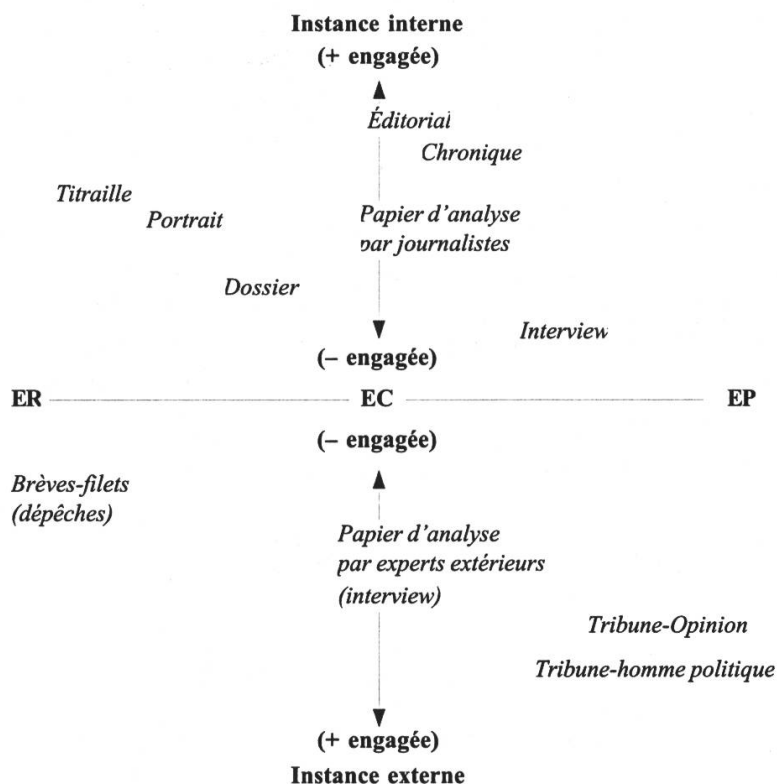 Instance interne
(+ engagée)
Éditorial
Chronique
Titraille
Portrait
Papier d'analyse
par journalistes
Dossier
Interview
(– engagée)
ER EC EP
(– engagée)
Brèves-filets
(dépêches)
Papier d'analyse
par experts extérieurs
(interview)
Tribune-Opinion
Tribune-homme politique
(+ engagée)
Instance externe